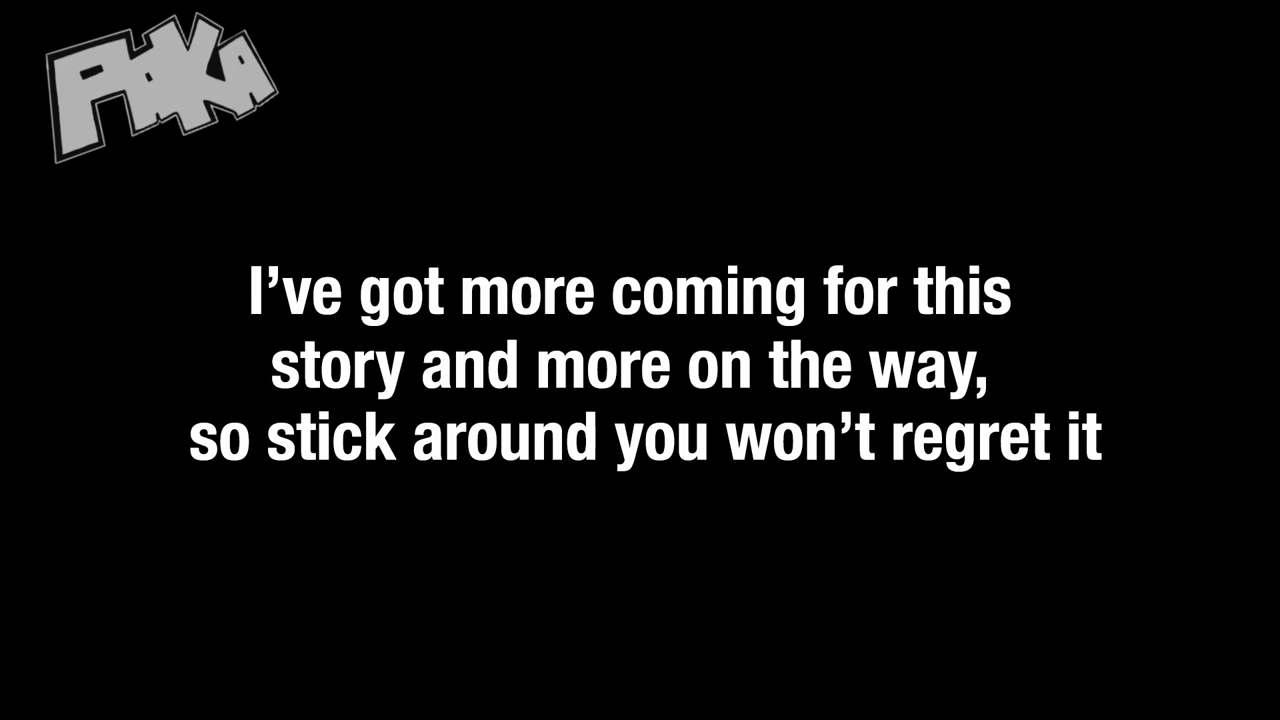 PAKA
I’ve got more coming for this
story and more on the way,
so stick around you won’t regret it